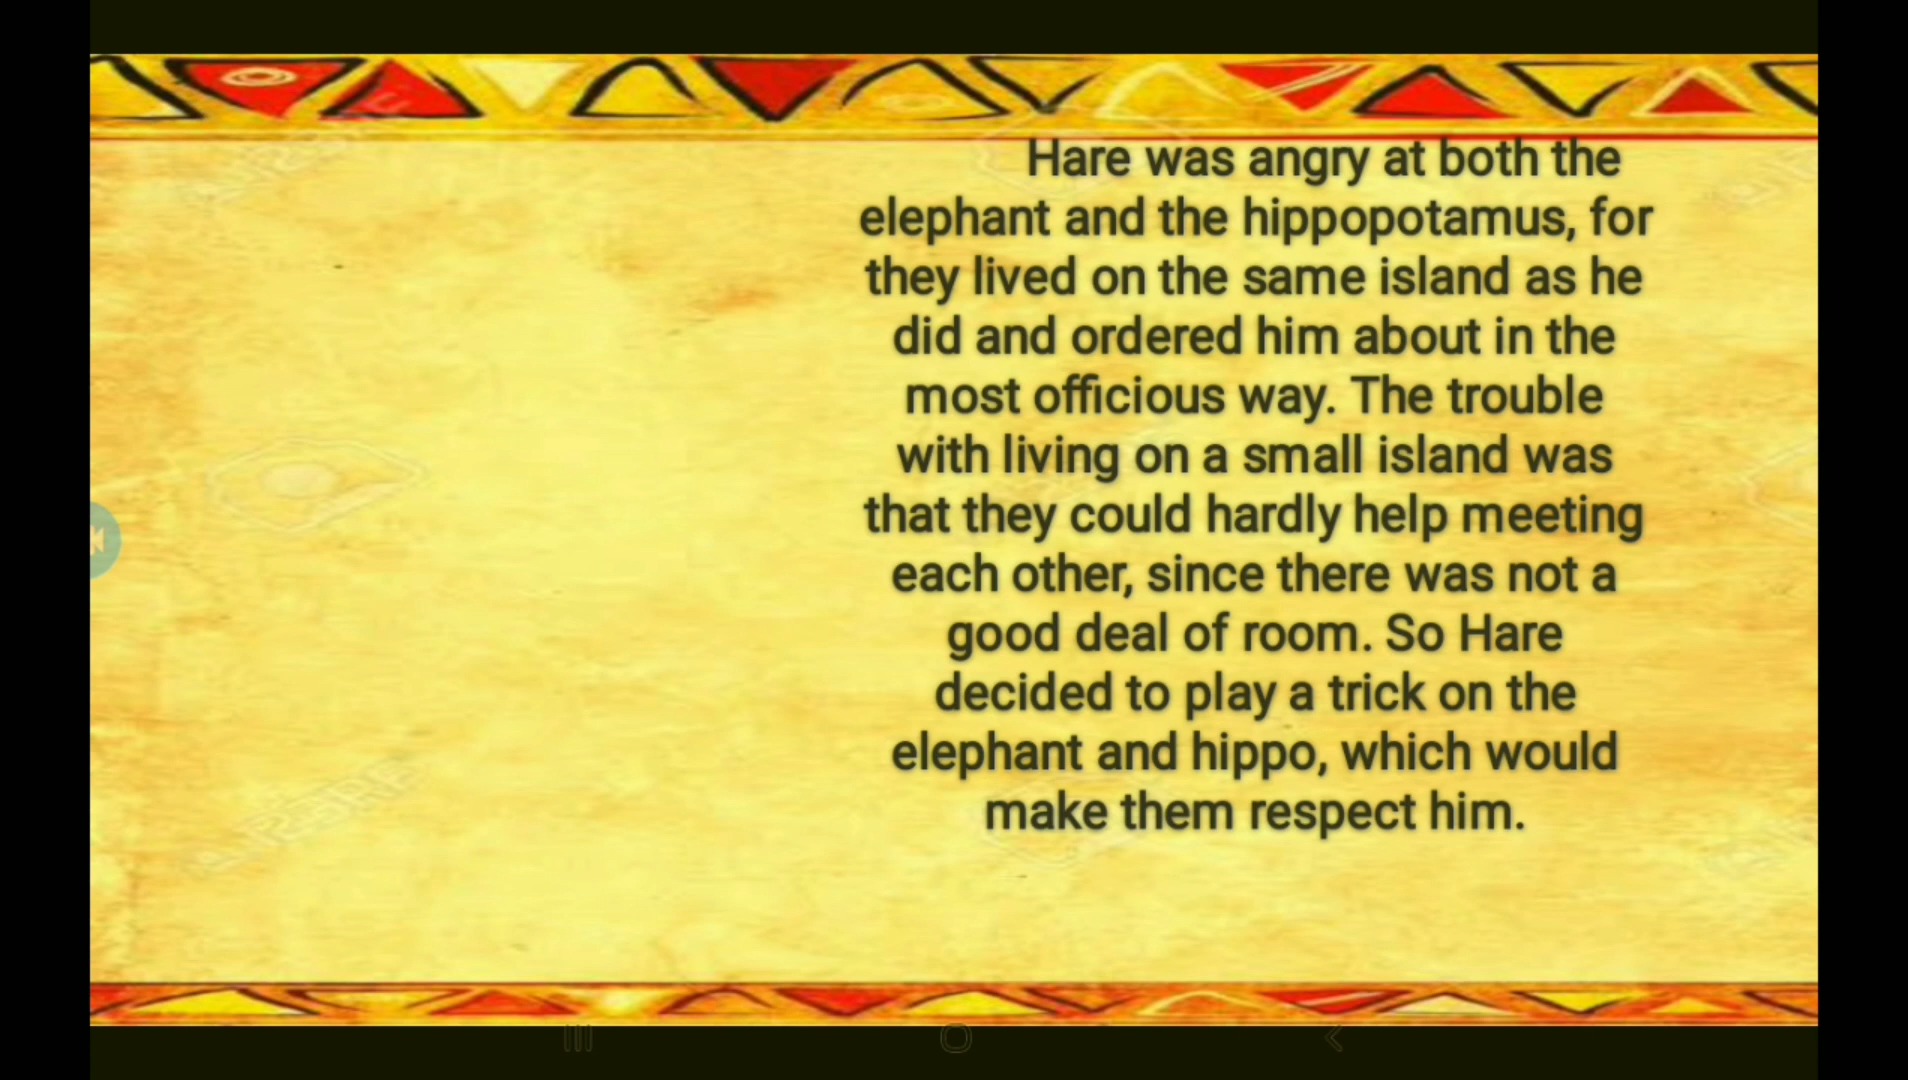 Hare was angry at both the
elephant and the hippopotamus, for
they lived on the same island as he
did and ordered him about in the
most officious way. The trouble
with living on a small island was
that they could hardly help meeting
each other, since there was not a
good deal of room. So Hare
decided to play a trick on the
elephant and hippo, which would
make them respect him.